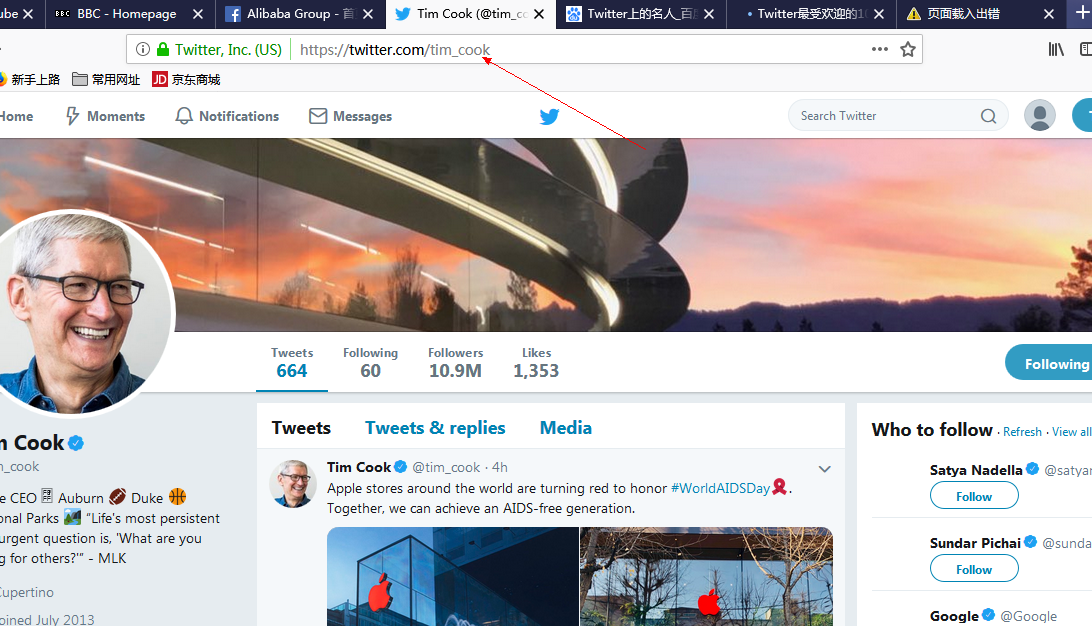 ube
BBC - Homepage
Alibaba Group - 首
Tim Cook (@tim_co
Twitter上的名人_百
Twitter最受欢迎的10
页面载入出错
Twitter, Inc. (US)
https://twitter.com/tim_cook
新手上路
常用网址
JD 京东商城
Home
Moments
Notifications
Messages
Search Twitter
Tweets
664
Following
60
Followers
10.9M
Likes
1,353
Following
m Cook
m_cook
e CEO Auburn 🏈 Duke 🏀
onal Parks 🏞 “Life's most persistent
urgent question is, 'What are you
g for others?'” - MLK
Cupertino
oined July 2013
Tweets
Tweets & replies
Media
Tim Cook @tim_cook · 4h
Apple stores around the world are turning red to honor #WorldAIDSDay.
Together, we can achieve an AIDS-free generation.
Who to follow · Refresh · View all
Satya Nadella @satyan
Follow
Sundar Pichai @sunda
Follow
Google @Google